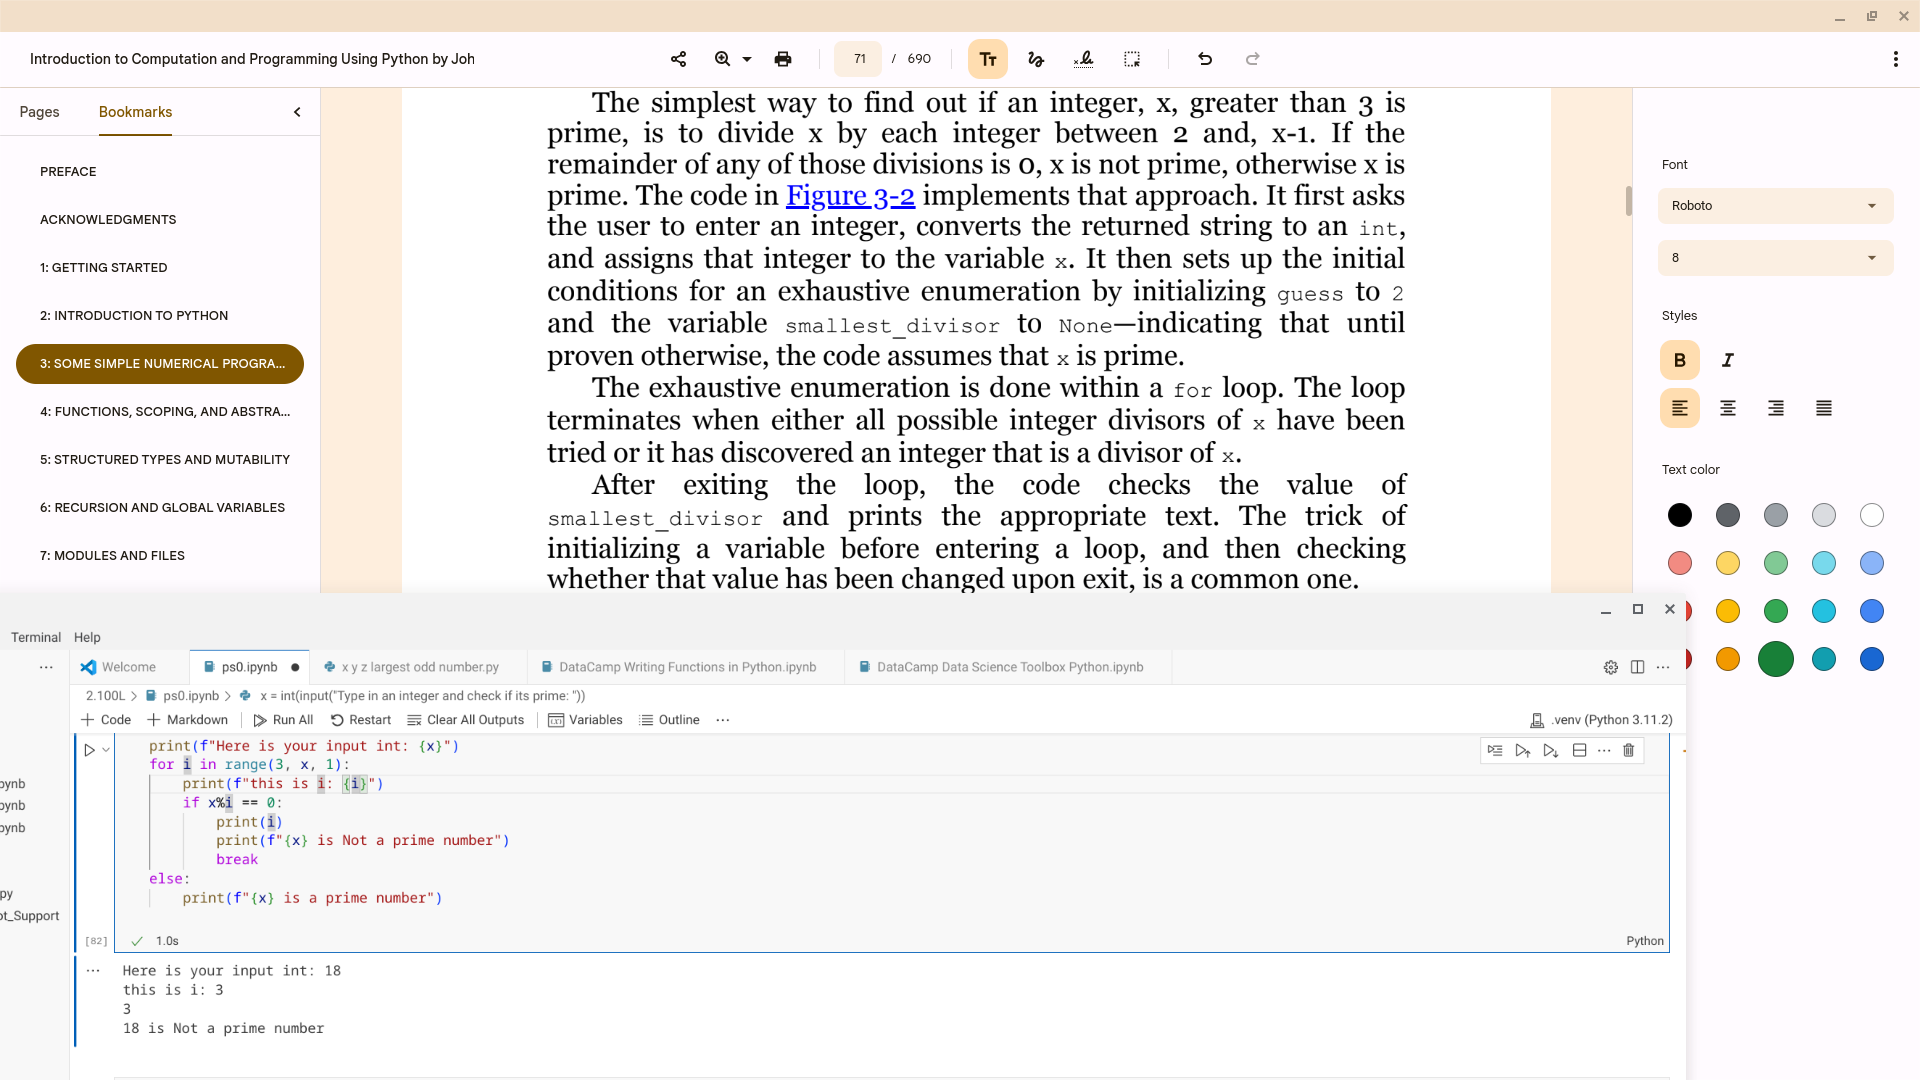 Introduction to Computation and Programming Using Python by Joh
71 / 690
Pages
Bookmarks
PREFACE
ACKNOWLEDGMENTS
1: GETTING STARTED
2: INTRODUCTION TO PYTHON
3: SOME SIMPLE NUMERICAL PROGRA...
4: FUNCTIONS, SCOPING, AND ABSTRA...
5: STRUCTURED TYPES AND MUTABILITY
6: RECURSION AND GLOBAL VARIABLES
7: MODULES AND FILES
The simplest way to find out if an integer, x, greater than 3 is
prime, is to divide x by each integer between 2 and, x-1. If the
remainder of any of those divisions is 0, x is not prime, otherwise x is
prime. The code in Figure 3-2 implements that approach. It first asks
the user to enter an integer, converts the returned string to an int,
and assigns that integer to the variable x. It then sets up the initial
conditions for an exhaustive enumeration by initializing guess to 2
and the variable smallest_divisor to None—indicating that until
proven otherwise, the code assumes that x is prime.
The exhaustive enumeration is done within a for loop. The loop
terminates when either all possible integer divisors of x have been
tried or it has discovered an integer that is a divisor of x.
After exiting the loop, the code checks the value of
smallest_divisor and prints the appropriate text. The trick of
initializing a variable before entering a loop, and then checking
whether that value has been changed upon exit, is a common one.
Font
Roboto
8
Styles
B I
Text color
Terminal Help
... Welcome ps0.ipynb x y z largest odd number.py DataCamp Writing Functions in Python.ipynb DataCamp Data Science Toolbox Python.ipynb ...
2.100L > ps0.ipynb > x = int(input("Type in an integer and check if its prime: "))
+ Code + Markdown Run All Restart Clear All Outputs Variables Outline ... .venv (Python 3.11.2)
ynb
ynb
ynb
py
ot_Support
print(f"Here is your input int: {x}")
for i in range(3, x, 1):
print(f"this is i: {i}")
if x%i == 0:
print(i)
print(f"{x} is Not a prime number")
break
else:
print(f"{x} is a prime number")
[82] 1.0s Python
Here is your input int: 18
this is i: 3
3
18 is Not a prime number